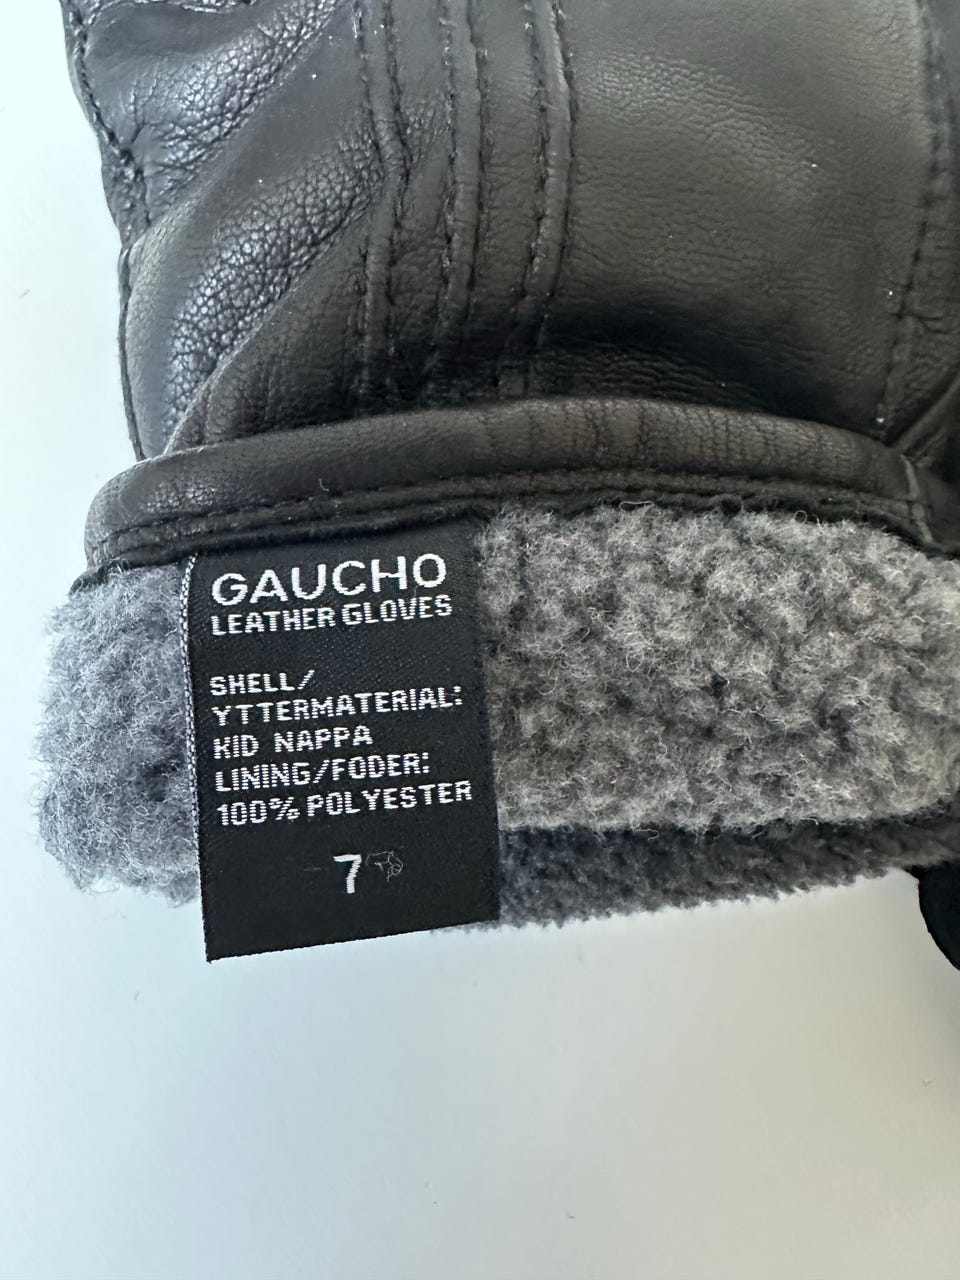 GAUCHO
LEATHER GLOVES
SHELL/
YTTERMATERIAL:
KID NAPPA
LINING/FODER:
100% POLYESTER
7